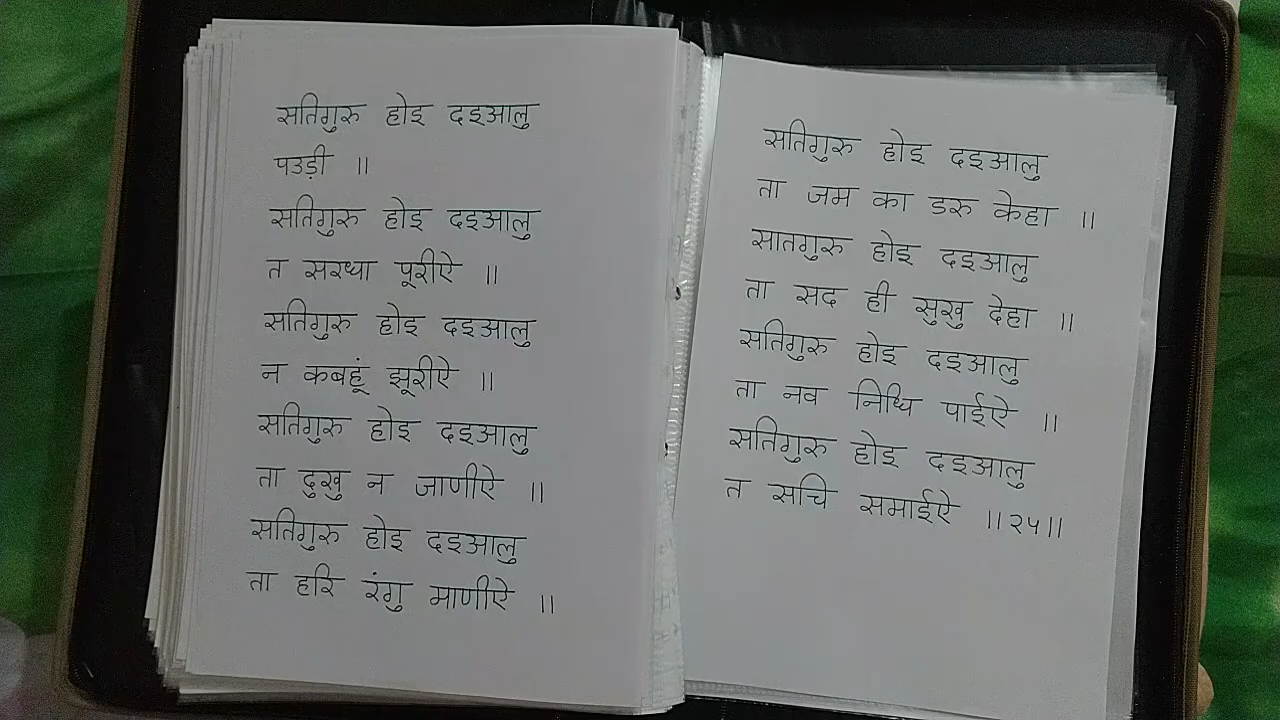 सतिगुरु होइ दइआलु
पउड़ी ॥
सतिगुरु होइ दइआलु
त सरधा पूरीऐ ॥
सतिगुरु होइ दइआलु
न कबहूं झूरीऐ ॥
सतिगुरु होइ दइआलु
ता दुखु न जाणीऐ ॥
सतिगुरु होइ दइआलु
ता हरि रंगु माणीऐ ॥
सतिगुरु होइ दइआलु
ता जम का डरु केहा ॥
सातगुरु होइ दइआलु
ता सद ही सुखु देहा ॥
सतिगुरु होइ दइआलु
ता नव निधि पाईऐ ॥
सतिगुरु होइ दइआलु
त सचि समाईऐ ॥२५॥